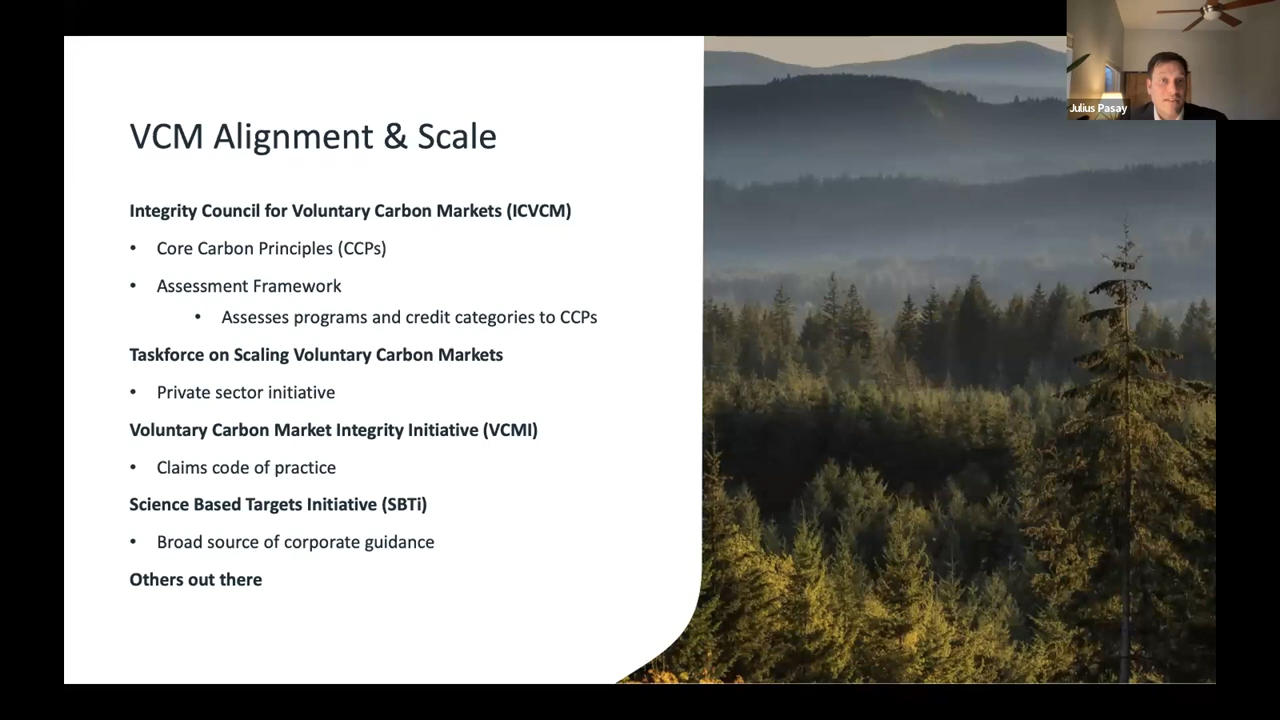 VCM Alignment & Scale
Integrity Council for Voluntary Carbon Markets (ICVCM)
• Core Carbon Principles (CCPs)
• Assessment Framework
• Assesses programs and credit categories to CCPs
Taskforce on Scaling Voluntary Carbon Markets
• Private sector initiative
Voluntary Carbon Market Integrity Initiative (VCMI)
• Claims code of practice
Science Based Targets Initiative (SBTi)
• Broad source of corporate guidance
Others out there
Julius Pasay